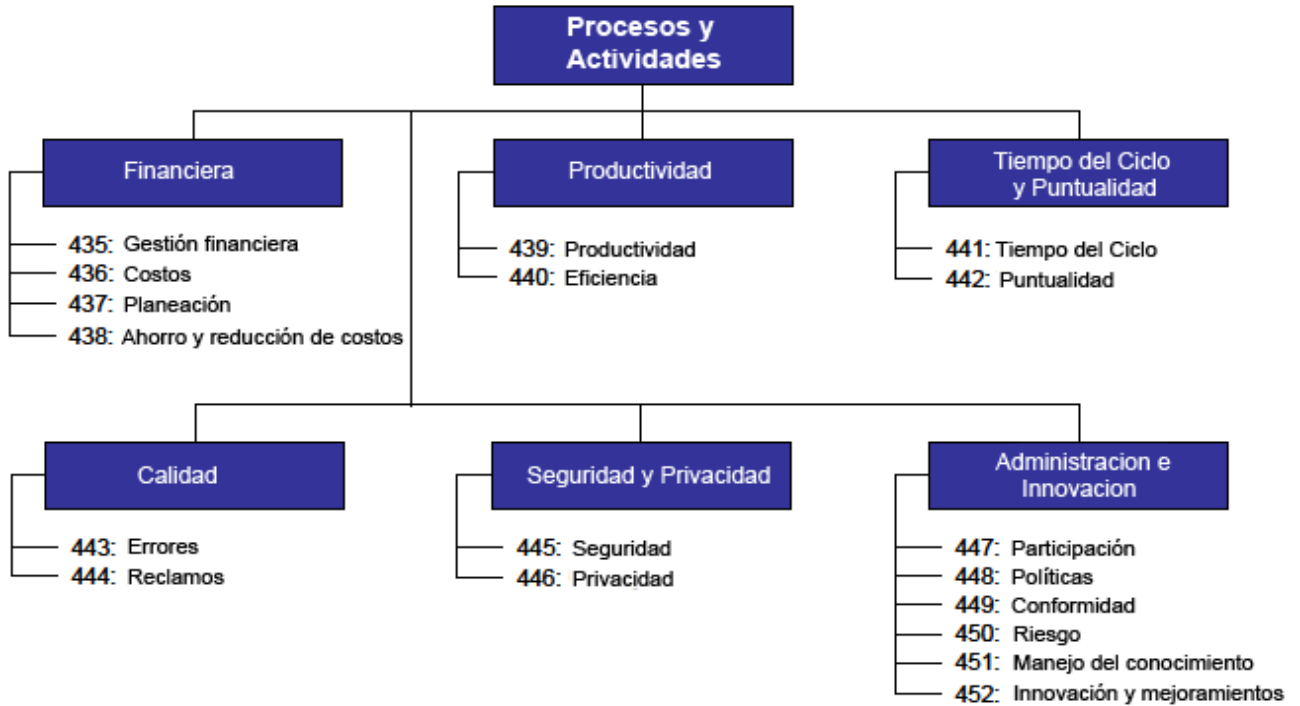 Procesos y
Actividades
Financiera
435: Gestión financiera
436: Costos
437: Planeación
438: Ahorro y reducción de costos
Productividad
439: Productividad
440: Eficiencia
Tiempo del Ciclo
y Puntualidad
441: Tiempo del Ciclo
442: Puntualidad
Calidad
443: Errores
444: Reclamos
Seguridad y Privacidad
445: Seguridad
446: Privacidad
Administracion e
Innovacion
447: Participación
448: Políticas
449: Conformidad
450: Riesgo
451: Manejo del conocimiento
452: Innovación y mejoramientos